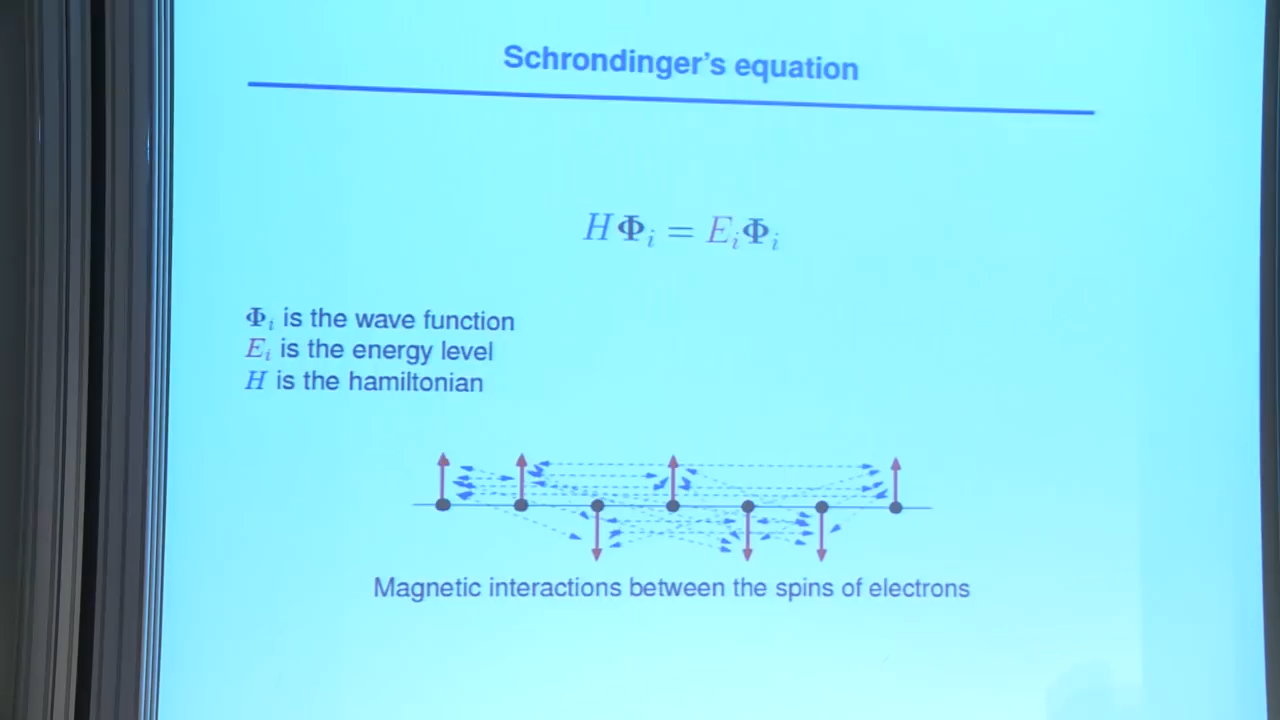 Schrondinger's equation
HΦᵢ = EᵢΦᵢ
Φᵢ is the wave function
Eᵢ is the energy level
H is the hamiltonian
Magnetic interactions between the spins of electrons